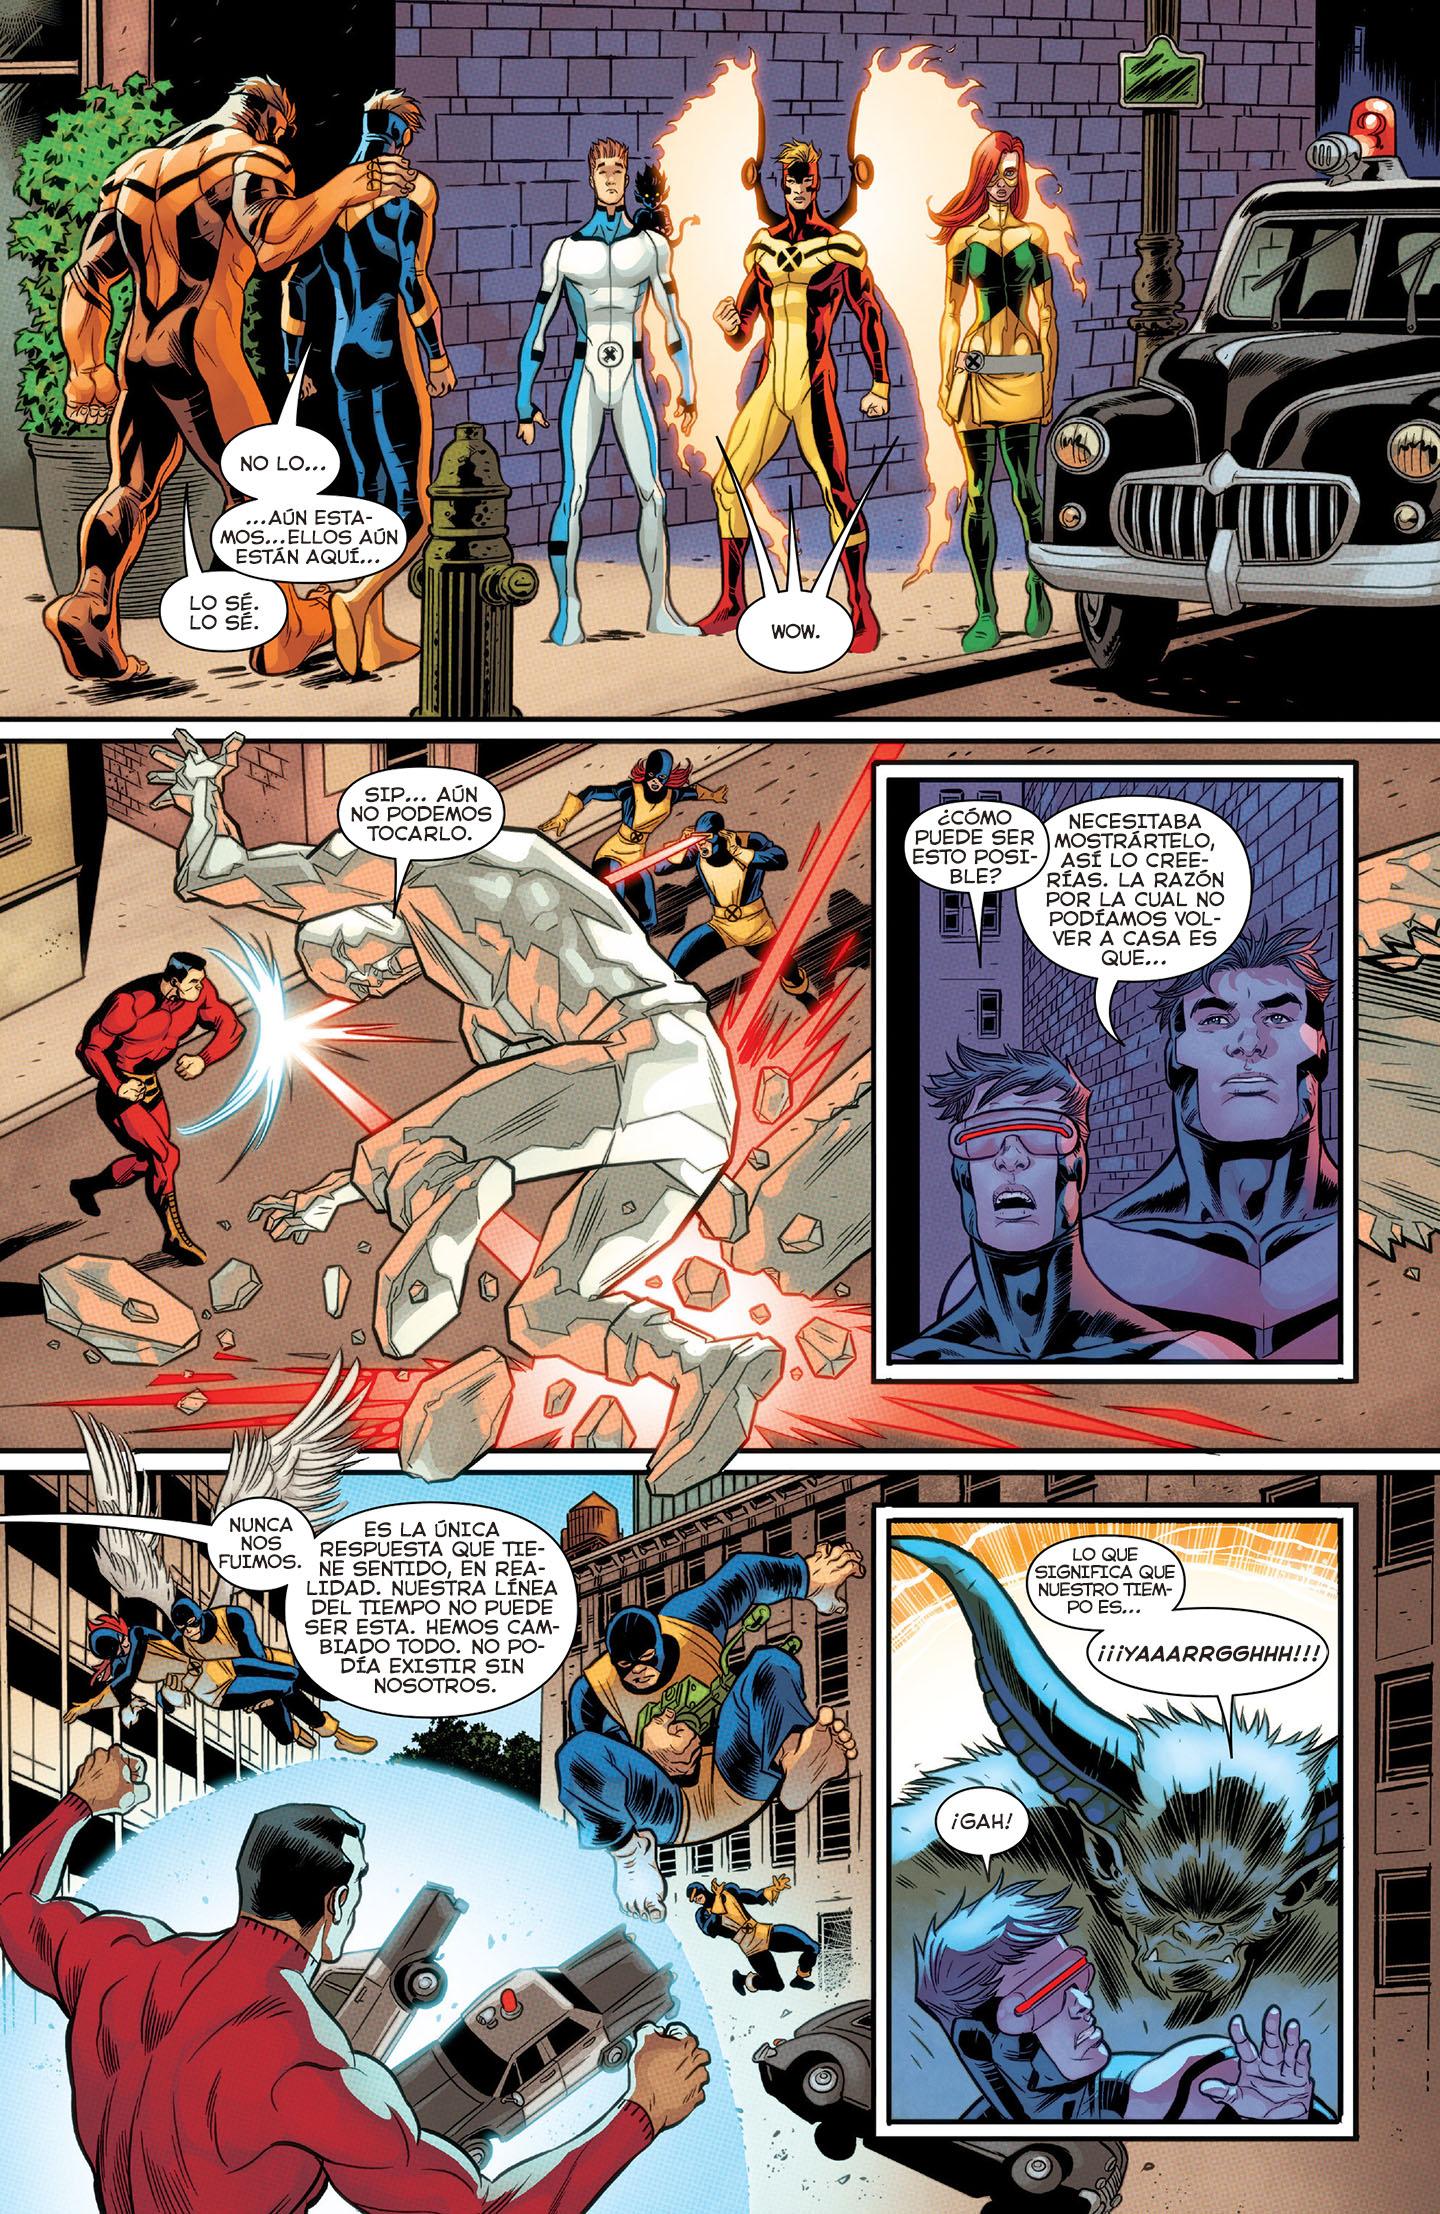 NO LO...
...AÚN ESTA-
MOS...ELLOS AÚN
ESTÁN AQUÍ...
LO SÉ.
LO SÉ.
WOW.
SIP... AÚN
NO PODEMOS
TOCARLO.
¿CÓMO
PUEDE SER
ESTO POSI-
BLE?
NECESITABA
MOSTRÁRTELO,
ASÍ LO CREE-
RÍAS. LA RAZÓN
POR LA CUAL NO
PODÍAMOS VOL-
VER A CASA ES
QUE...
NUNCA
NOS
FUIMOS.
ES LA ÚNICA
RESPUESTA QUE TIE-
NE SENTIDO, EN REA-
LIDAD. NUESTRA LÍNEA
DEL TIEMPO NO PUEDE
SER ESTA. HEMOS CAM-
BIADO TODO. NO PO-
DÍA EXISTIR SIN
NOSOTROS.
LO QUE
SIGNIFICA QUE
NUESTRO TIEM-
PO ES...
¡¡¡YAAARRGGHHH!!!
¡GAH!